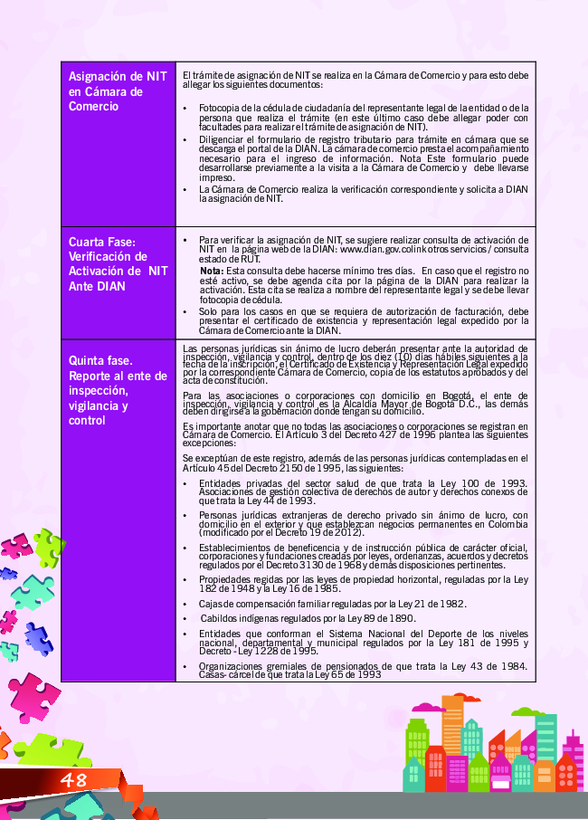 Asignación de NIT
en Cámara de
Comercio
El trámite de asignación de NIT se realiza en la Cámara de Comercio y para esto debe
allegar los siguientes documentos:
• Fotocopia de la cédula de ciudadanía del representante legal de la entidad o de la
persona que realiza el trámite (en este último caso debe allegar poder con
facultades para realizar el trámite de asignación de NIT).
• Diligenciar el formulario de registro tributario para trámite en cámara que se
descarga el portal de la DIAN. La cámara de comercio presta el acompañamiento
necesario para el ingreso de información. Nota Este formulario puede
desarrollarse previamente a la visita a la Cámara de Comercio y debe llevarse
impreso.
• La Cámara de Comercio realiza la verificación correspondiente y solicita a DIAN
la asignación de NIT.
Cuarta Fase:
Verificación de
Activación de NIT
Ante DIAN
• Para verificar la asignación de NIT, se sugiere realizar consulta de activación de
NIT en la página web de la DIAN: www.dian.gov.colink otros servicios / consulta
estado de RUT.
Nota: Esta consulta debe hacerse mínimo tres días. En caso que el registro no
esté activo, se debe agenda cita por la página de la DIAN para realizar la
activación. Esta cita se realiza a nombre del representante legal y se debe llevar
fotocopia de cédula.
• Solo para los casos en que se requiera de autorización de facturación, debe
presentar el certificado de existencia y representación legal expedido por la
Cámara de Comercio ante la DIAN.
Quinta fase.
Reporte al ente de
inspección,
vigilancia y
control
Las personas jurídicas sin ánimo de lucro deberán presentar ante la autoridad de
inspección, vigilancia y control, dentro de los diez (10) días hábiles siguientes a la
fecha de la inscripción, el Certificado de Existencia y Representación Legal expedido
por la correspondiente Cámara de Comercio, copia de los estatutos aprobados y del
acta de constitución.
Para las asociaciones o corporaciones con domicilio en Bogotá, el ente de
inspección, vigilancia y control es la Alcaldía Mayor de Bogotá D.C., las demás
deben dirigirse a la gobernación donde tengan su domicilio.
Es importante anotar que no todas las asociaciones o corporaciones se registran en
Cámara de Comercio. El Artículo 3 del Decreto 427 de 1996 plantea las siguientes
excepciones:
Se exceptúan de este registro, además de las personas jurídicas contempladas en el
Artículo 45 del Decreto 2150 de 1995, las siguientes:
• Entidades privadas del sector salud de que trata la Ley 100 de 1993.
Asociaciones de gestión colectiva de derechos de autor y derechos conexos de
que trata la Ley 44 de 1993.
• Personas jurídicas extranjeras de derecho privado sin ánimo de lucro, con
domicilio en el exterior y que establezcan negocios permanentes en Colombia
(modificado por el Decreto 19 de 2012).
• Establecimientos de beneficencia y de instrucción pública de carácter oficial,
corporaciones y fundaciones creadas por leyes, ordenanzas, acuerdos y decretos
regulados por el Decreto 3130 de 1968 y demás disposiciones pertinentes.
• Propiedades regidas por las leyes de propiedad horizontal, reguladas por la Ley
182 de 1948 y la Ley 16 de 1985.
• Cajas de compensación familiar reguladas por la Ley 21 de 1982.
• Cabildos indígenas regulados por la Ley 89 de 1890.
• Entidades que conforman el Sistema Nacional del Deporte de los niveles
nacional, departamental y municipal regulados por la Ley 181 de 1995 y
Decreto - Ley 1228 de 1995.
• Organizaciones gremiales de pensionados de que trata la Ley 43 de 1984.
Casas- cárcel de que trata la Ley 65 de 1993
48